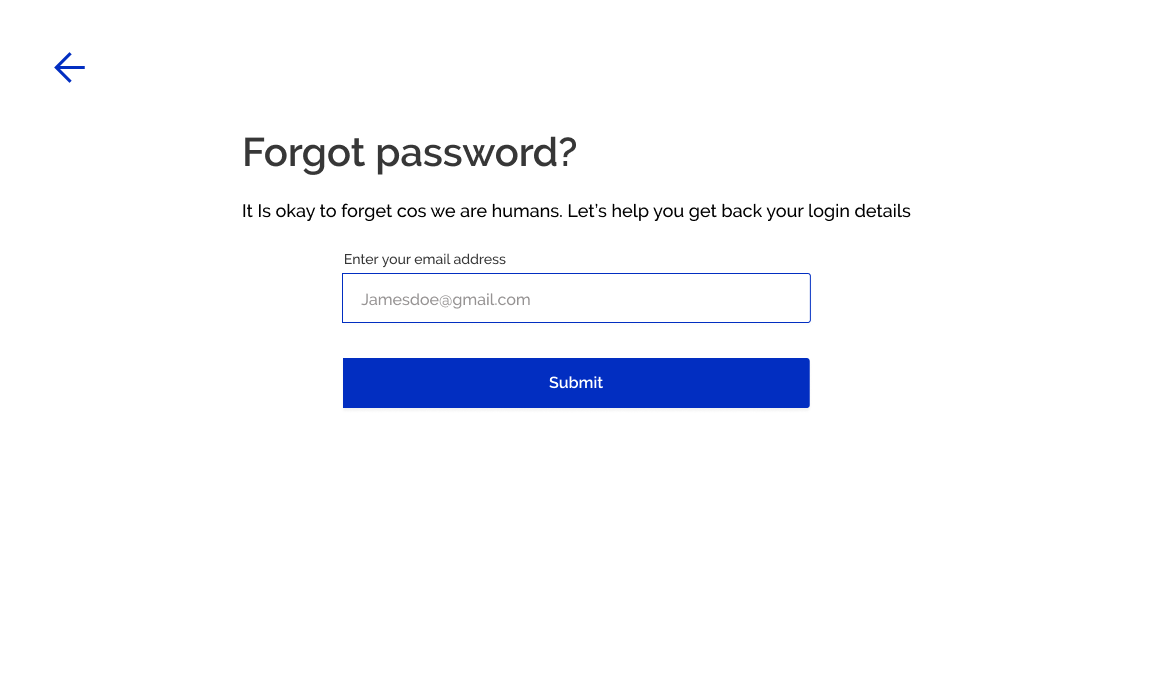 Forgot password?
It Is okay to forget cos we are humans. Let’s help you get back your login details
Enter your email address
Jamesdoe@gmail.com
Submit